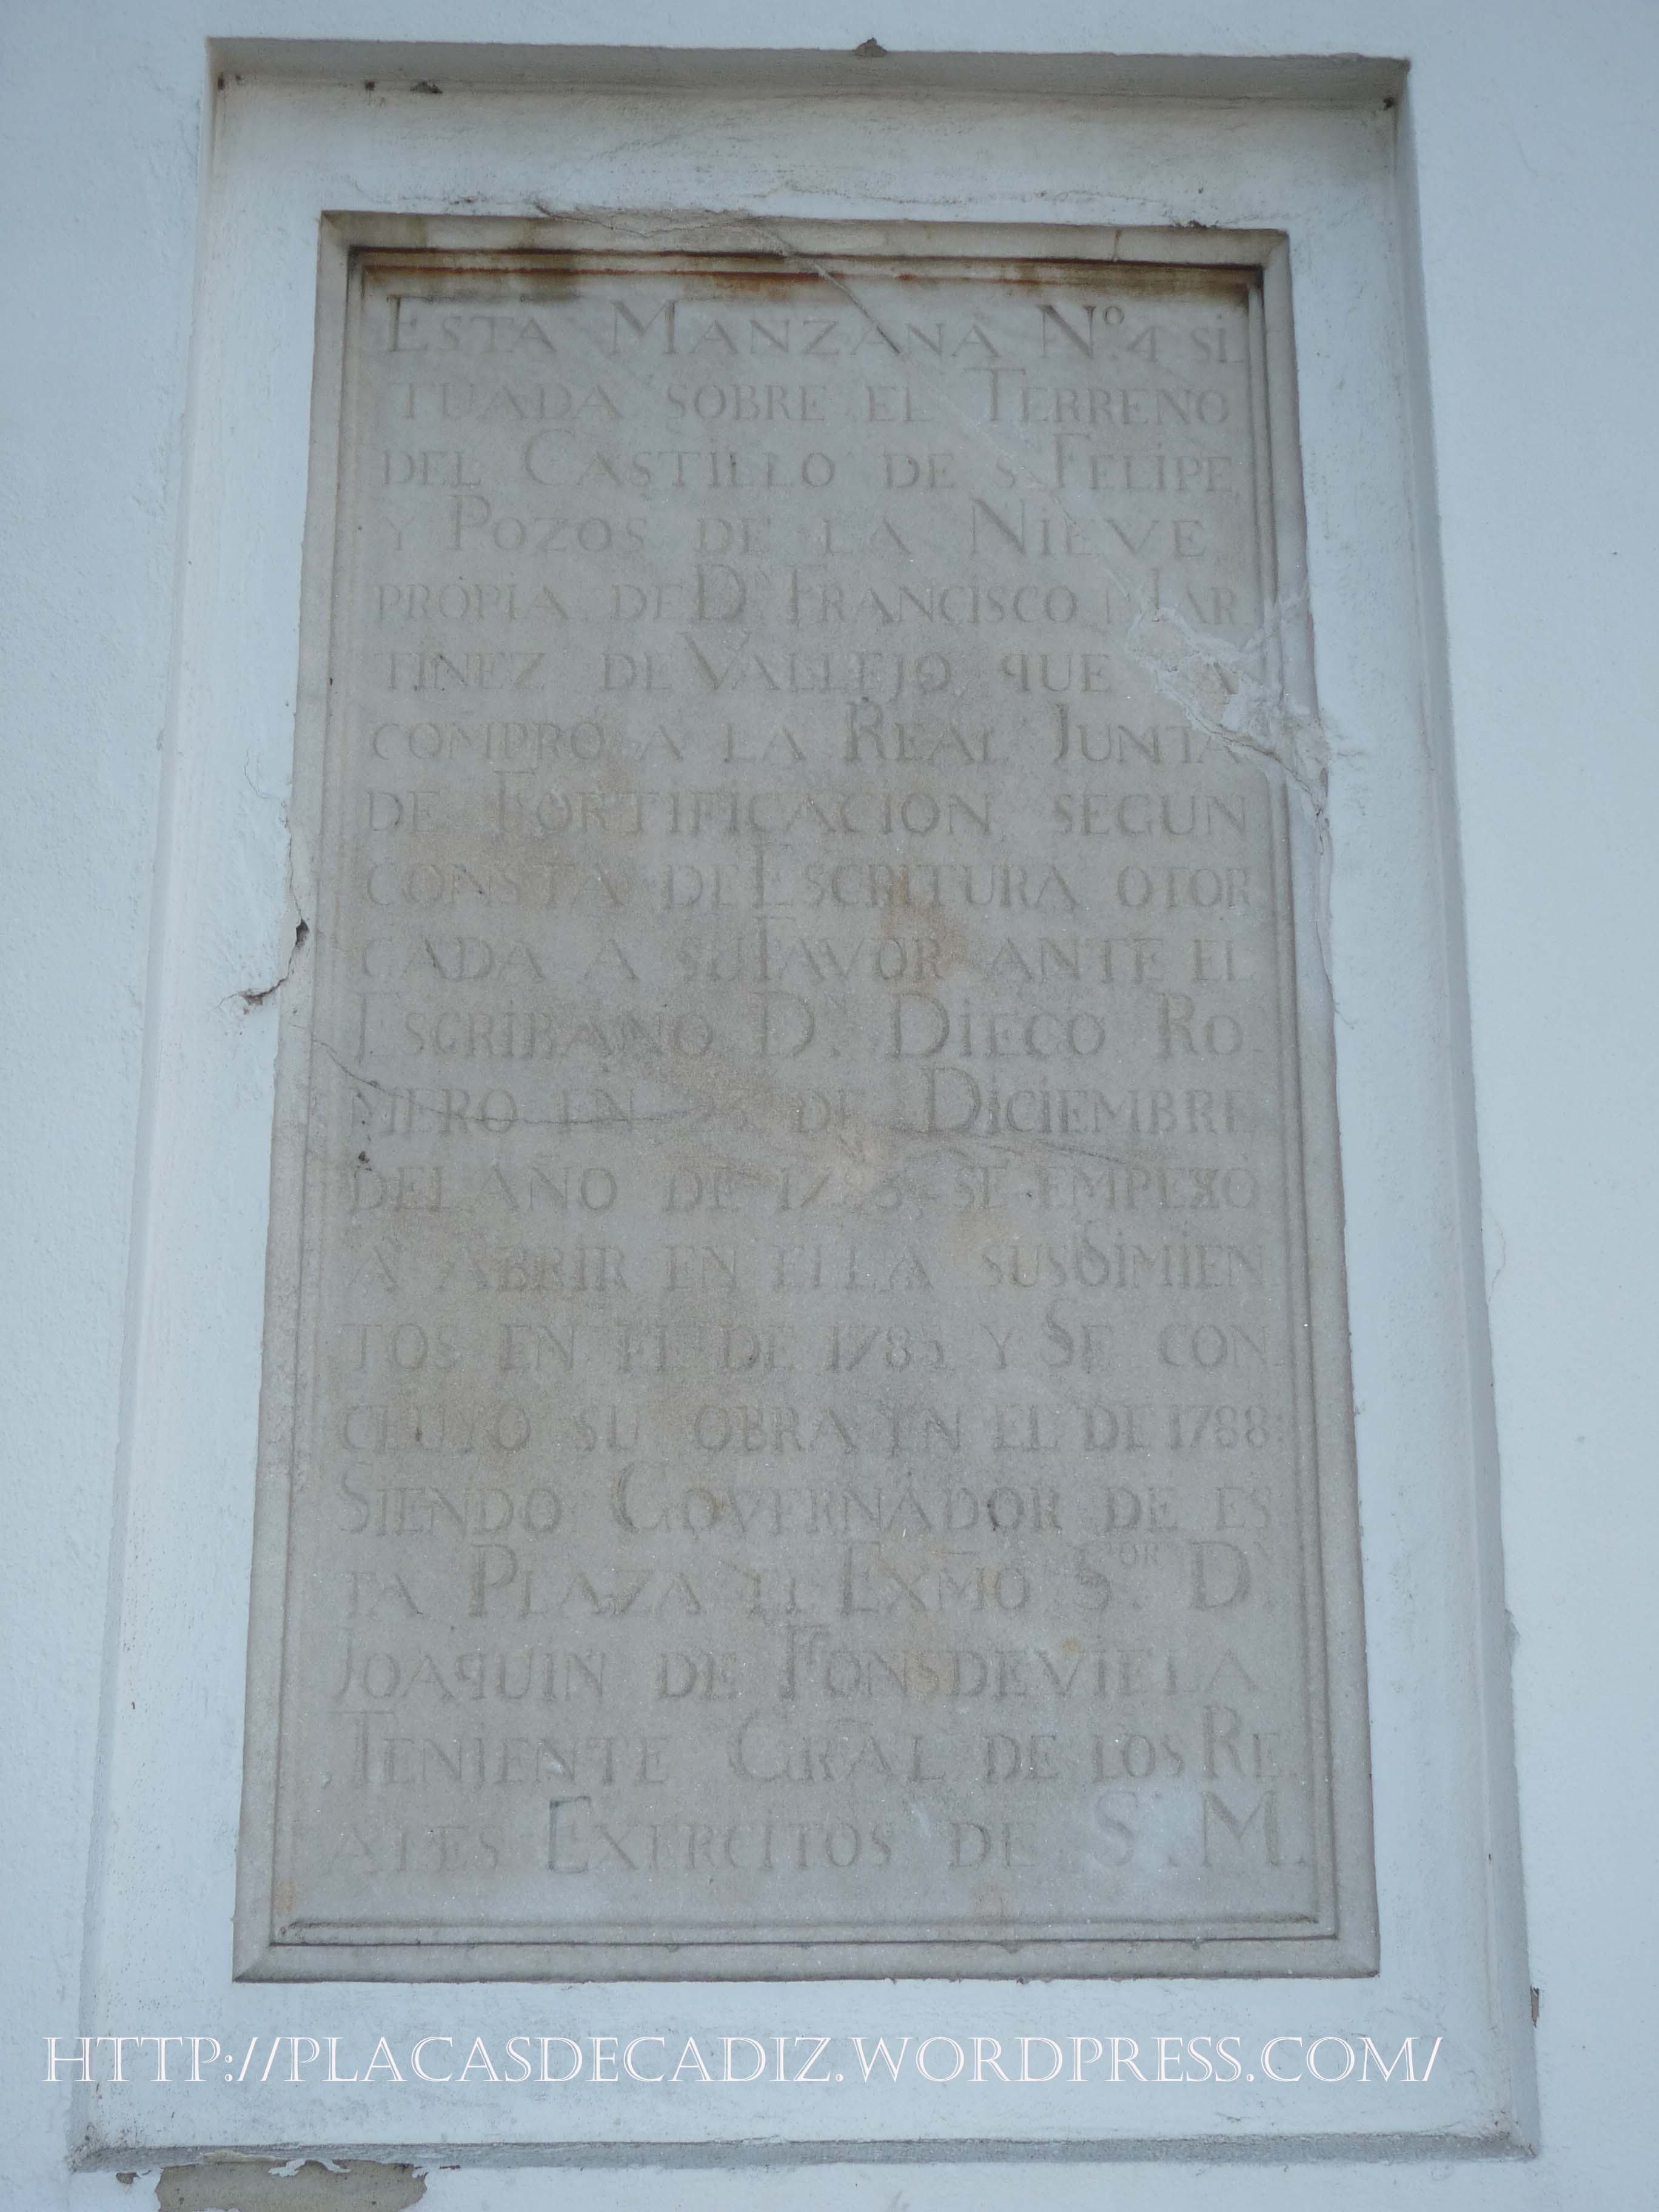 ESTA MANZANA Nº. 4 SI
TUADA SOBRE EL TERRENO
DEL CASTILLO DE S. FELIPE,
Y POZOS DE LA NIEVE
PROPIA DE Dⁿ. FRANCISCO MAR
TINEZ DE VALLEJO, QUE LA
COMPRO A LA REAL JUNTA
DE FORTIFICACION, SEGUN
CONSTA DE ESCRITURA OTOR
GADA A SU FAVOR ANTE EL
ESCRIBANO Dⁿ. DIEGO RO
MERO EN DE DICIEMBRE
DEL AÑO DE SE EMPEZO
A ABRIR EN ELLA SUS SIMIEN
TOS EN EL DE Y SE CON
CLUYO SU OBRA YN EL DE 1788:
SIENDO GOVERNADOR DE ES
TA PLAZA EL EXMO Sᴼᴿ. Dᴺ.
JOAQUIN DE FONSDEVIELA
TENIENTE GRAL DE LOS RE
ALES EXERCITOS DE S. M.
HTTP://PLACASDECADIZ.WORDPRESS.COM/